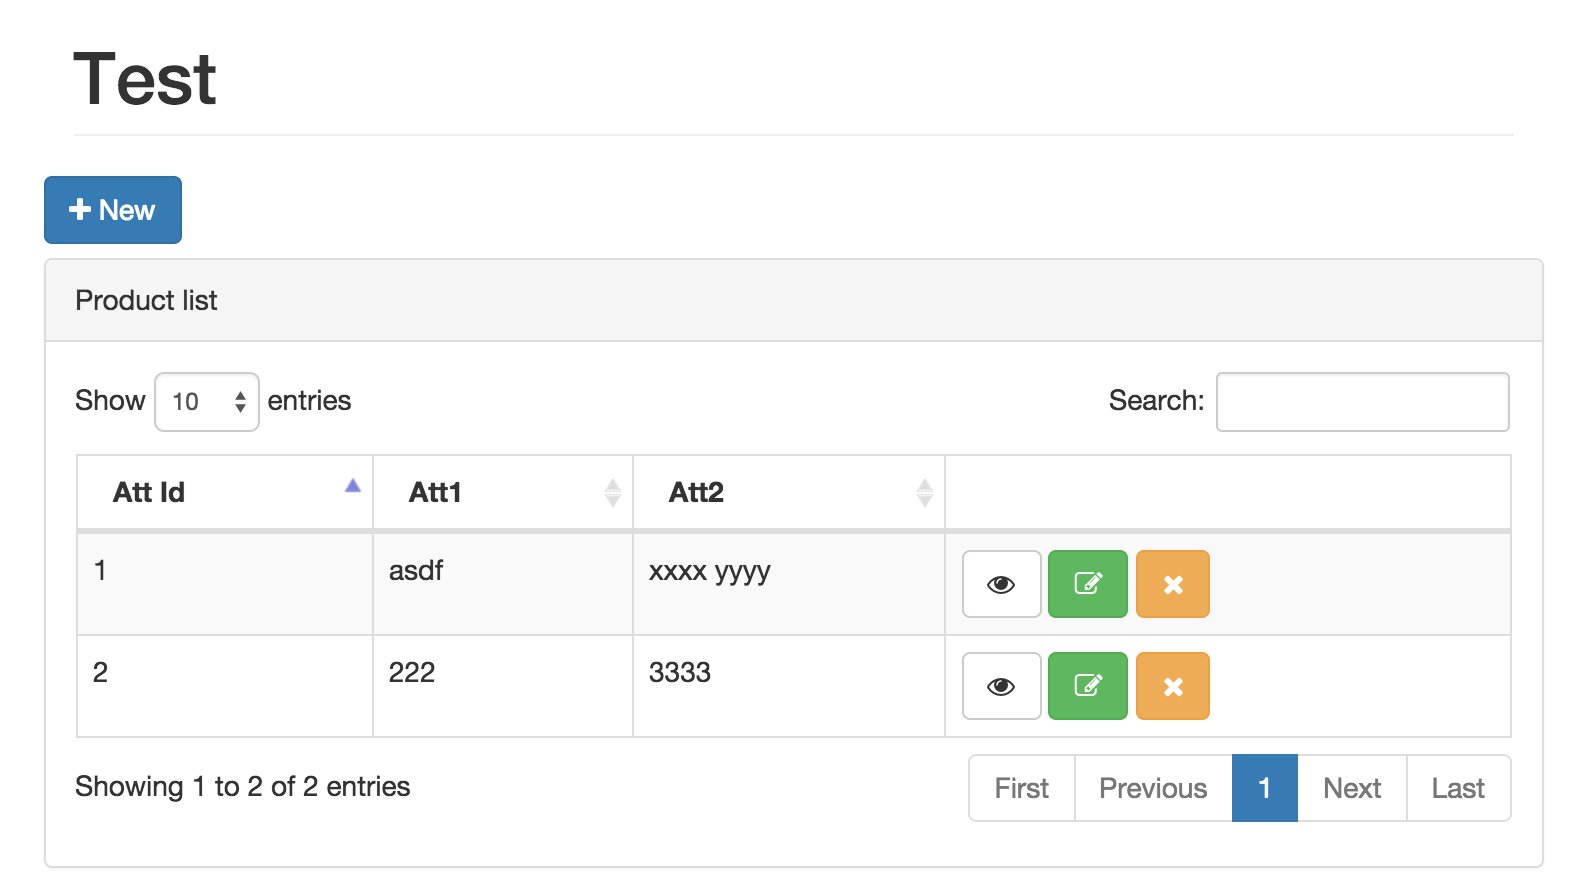 Test
New
Product list
Show 10 entries Search:
Att Id Att1 Att2
1 asdf xxxx yyyy
2 222 3333
Showing 1 to 2 of 2 entries First Previous 1 Next Last